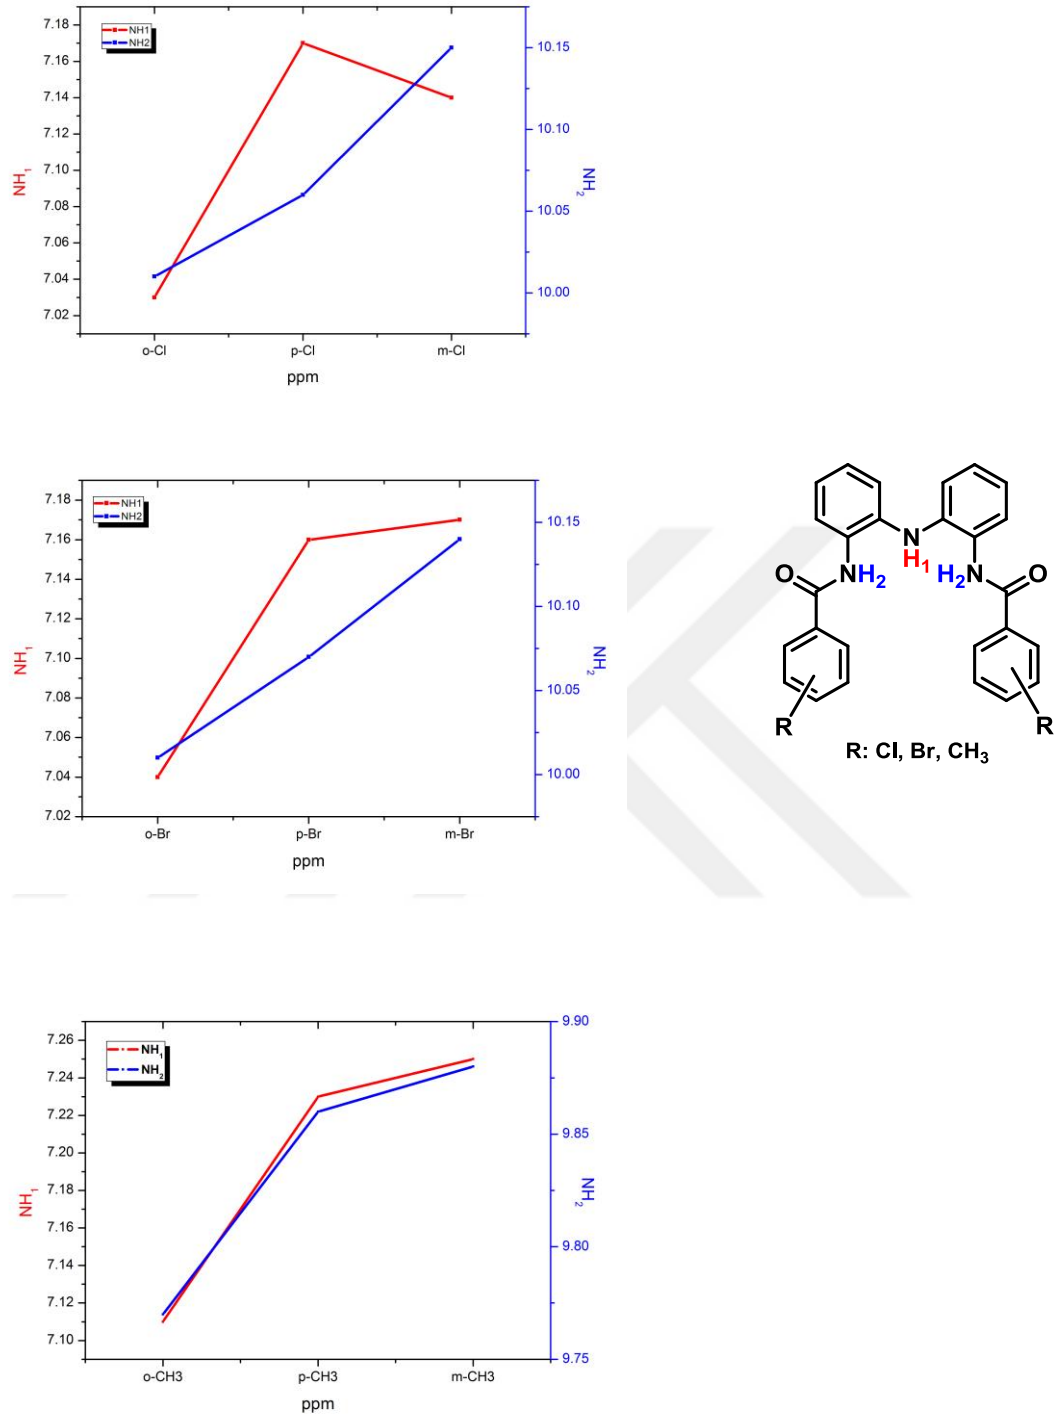 NH1
NH2
7.18
7.16
7.14
7.12
7.10
7.08
7.06
7.04
7.02
NH₁
10.15
10.10
10.05
10.00
NH₂
o-Cl p-Cl m-Cl
ppm
NH1
NH2
7.18
7.16
7.14
7.12
7.10
7.08
7.06
7.04
7.02
NH₁
10.15
10.10
10.05
10.00
NH₂
o-Br p-Br m-Br
ppm
N
H₁
O NH₂ H₂N O
R R
R: Cl, Br, CH₃
NH₁
NH₂
7.26
7.24
7.22
7.20
7.18
7.16
7.14
7.12
7.10
NH₁
9.90
9.85
9.80
9.75
NH₂
o-CH3 p-CH3 m-CH3
ppm